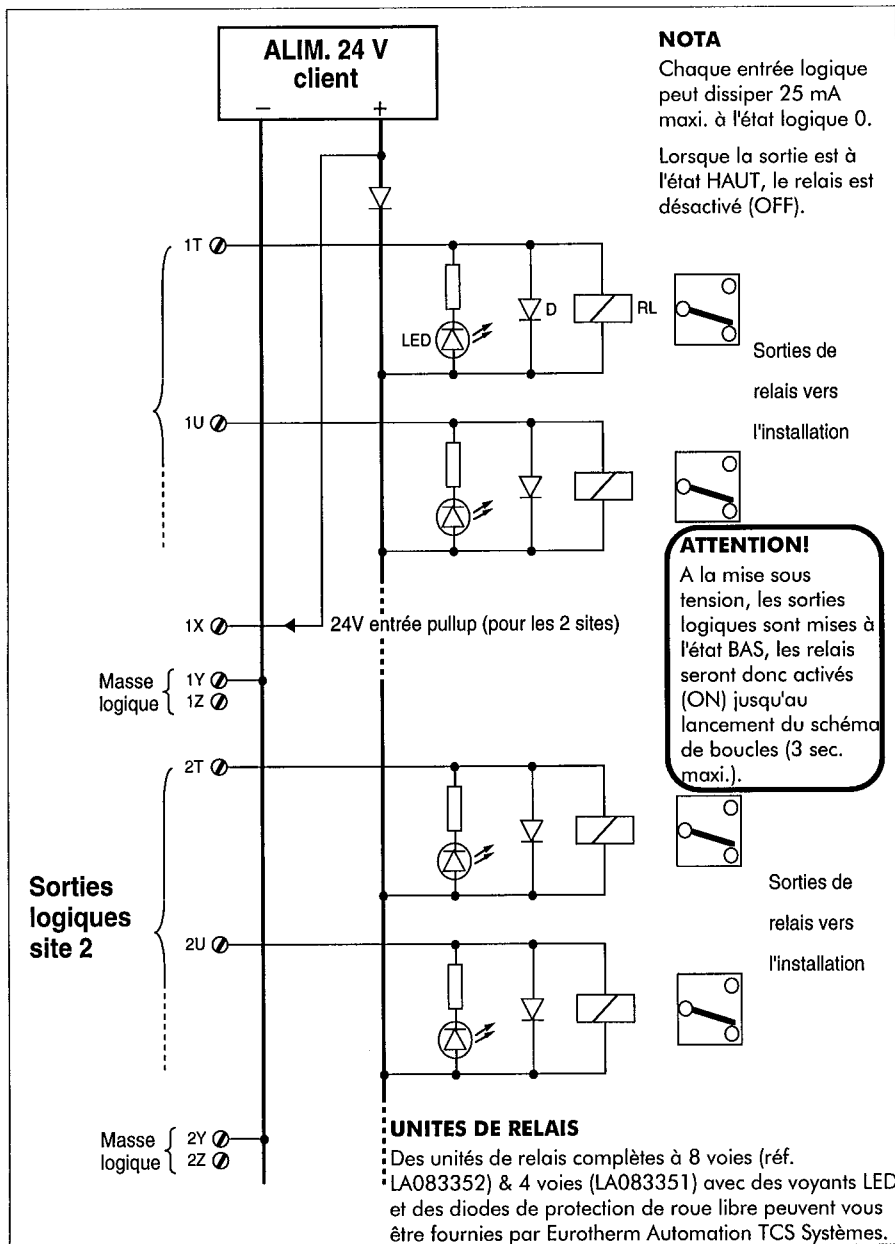 ALIM. 24 V
client
– +
NOTA
Chaque entrée logique
peut dissiper 25 mA
maxi. à l'état logique 0.
Lorsque la sortie est à
l'état HAUT, le relais est
désactivé (OFF).
1T
LED
D
RL
Sorties de
relais vers
l'installation
1U
ATTENTION!
A la mise sous
tension, les sorties
logiques sont mises à
l'état BAS, les relais
seront donc activés
(ON) jusqu'au
lancement du schéma
de boucles (3 sec.
maxi.).
1X
24V entrée pullup (pour les 2 sites)
Masse
logique
1Y
1Z
2T
Sorties
logiques
site 2
Sorties de
relais vers
l'installation
2U
Masse
logique
2Y
2Z
UNITES DE RELAIS
Des unités de relais complètes à 8 voies (réf.
LA083352) & 4 voies (LA083351) avec des voyants LED
et des diodes de protection de roue libre peuvent vous
être fournies par Eurotherm Automation TCS Systèmes.